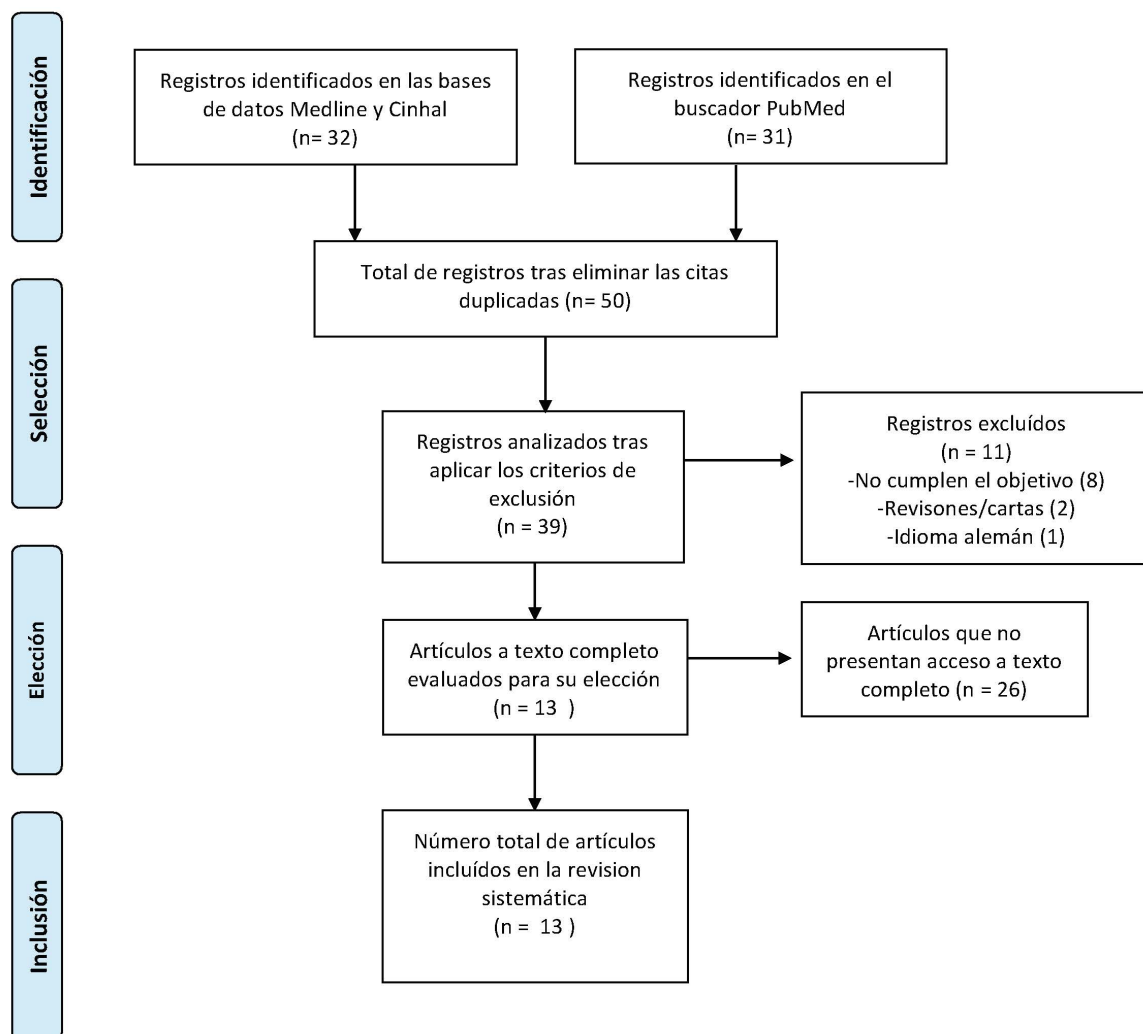 Identificación
Registros identificados en las bases
de datos Medline y Cinhal
(n= 32)
Registros identificados en el
buscador PubMed
(n= 31)
Total de registros tras eliminar las citas
duplicadas (n= 50)
Selección
Registros analizados tras
aplicar los criterios de
exclusión
(n = 39)
Registros excluídos
(n = 11)
-No cumplen el objetivo (8)
-Revisones/cartas (2)
-Idioma alemán (1)
Elección
Artículos a texto completo
evaluados para su elección
(n = 13 )
Artículos que no
presentan acceso a texto
completo (n = 26)
Inclusión
Número total de artículos
incluídos en la revision
sistemática
(n = 13 )